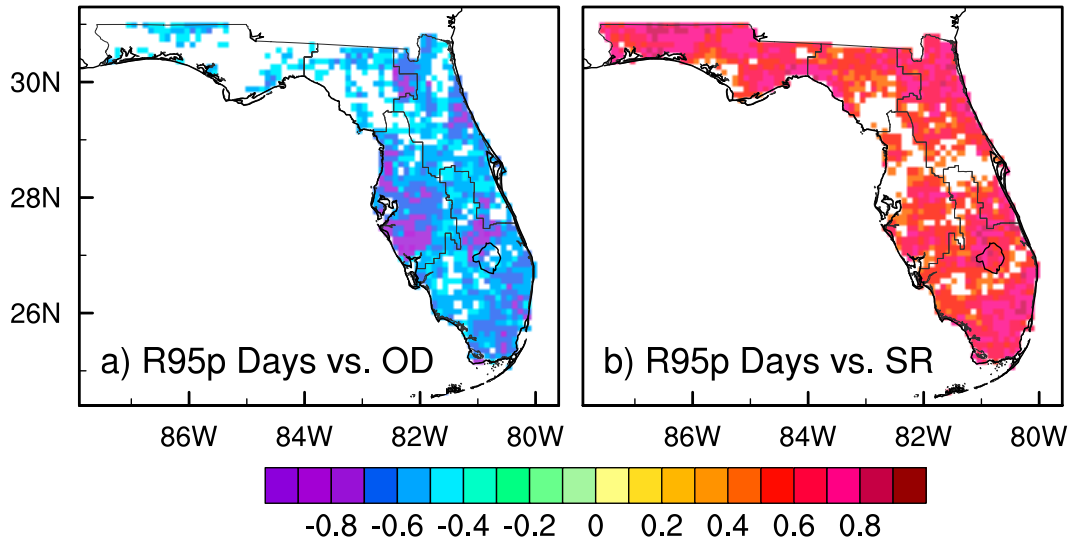 30N
28N
26N
a) R95p Days vs. OD
b) R95p Days vs. SR
86W 84W 82W 80W 86W 84W 82W 80W
-0.8 -0.6 -0.4 -0.2 0 0.2 0.4 0.6 0.8